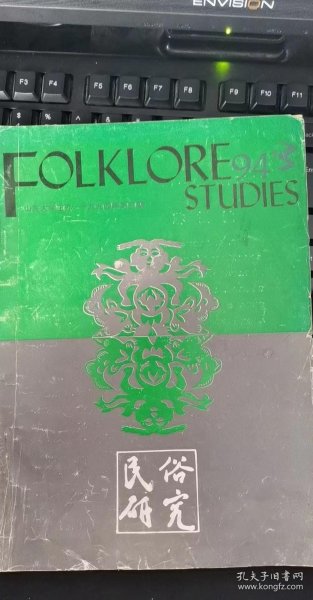 ENVISION
F3 F4 F5 F6 F7 F8 F9 F10 F11
FOLKLORE 94
STUDIES
民俗
研究
孔夫子旧书网
www.kongfz.com